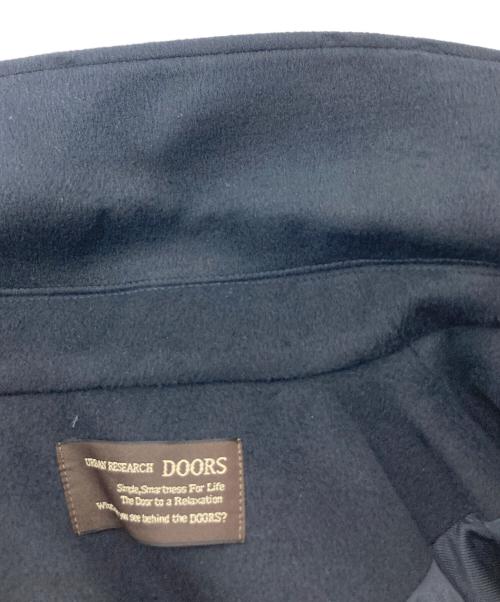 URBAN RESEARCH DOORS
Simple,Smartness For Life
The Door to a Relaxation
you see behind the DOORS?